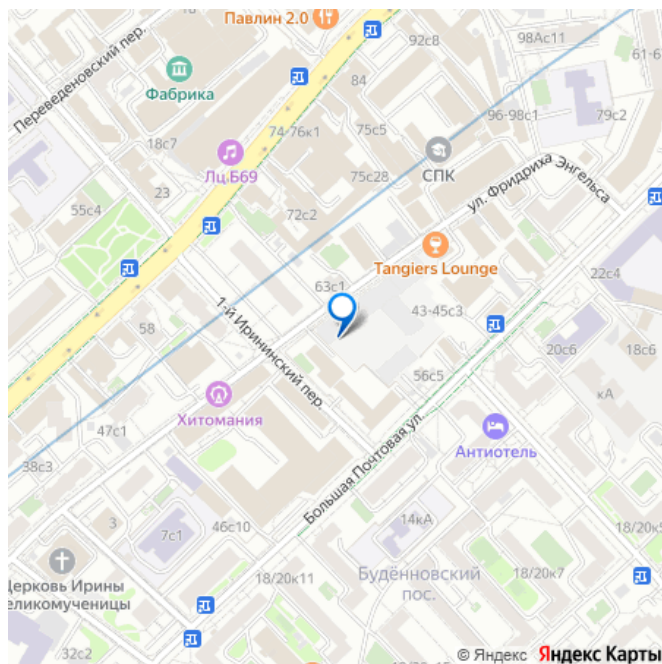 Павлин 2.0
92с8
98Ас11
61-6
Переведеновский пер.
Фабрика
84
96-98с1
79с2
18с7
74-76к1
75с5
Лц Б69
75с28
СПК
ул. Фридриха Энгельса
23
55с4
72с2
Tangiers Lounge
22с4
63с1
43-45с3
1-й Ирининский пер.
58
20с6
18с6
56с5
кА
Хитомания
47с1
Большая Почтовая ул.
Антиотель
38с3
3
7с1
46с10
14кА
18/20к
Церковь Ирины
великомученицы
18/20к11
Будённовский
пос.
18/20к7
32с2
© Яндекс Яндекс Карты